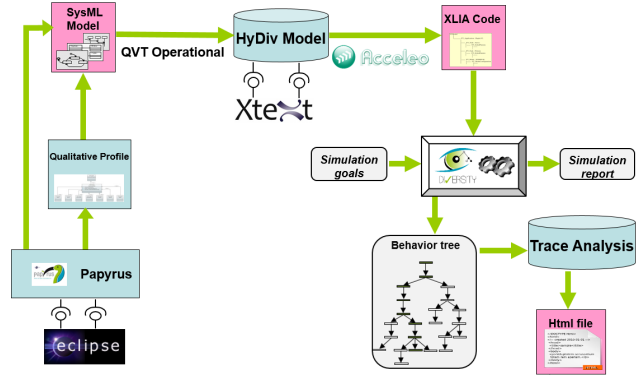 SysML
Model
QVT Operational
HyDiv Model
Acceleo
XLIA Code
Xtext
Qualitative Profile
Simulation
goals
DIVERSITY
Simulation
report
Papyrus
Behavior tree
Trace Analysis
eclipse
Html file
HTML